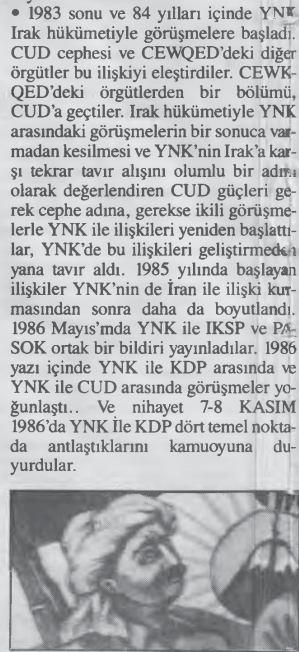 • 1983 sonu ve 84 yılları içinde YNK
Irak hükümetiyle görüşmelere başladı.
CUD cephesi ve CEWQED'deki diğer
örgütler bu ilişkiyi eleştirdiler. CEWK-
QED'deki örgütlerden bir bölümü,
CUD'a geçtiler. Irak hükümetiyle YNK
arasındaki görüşmelerin bir sonuca var-
madan kesilmesi ve YNK'nin Irak'a kar-
şı tekrar tavır alışını olumlu bir adım
olarak değerlendiren CUD güçleri ge-
rek cephe adına, gerekse ikili görüşme-
lerle YNK ile ilişkileri yeniden başlattı-
lar, YNK'de bu ilişkileri geliştirmeden
yana tavır aldı. 1985 yılında başlayan
ilişkiler YNK'nin de İran ile ilişki kur-
masından sonra daha da boyutlandı.
1986 Mayıs'mda YNK ile IKSP ve PA-
SOK ortak bir bildiri yayınladılar. 1986
yazı içinde YNK ile KDP arasında ve
YNK ile CUD arasında görüşmeler yo-
ğunlaştı.. Ve nihayet 7-8 KASIM
1986'da YNK İle KDP dört temel nokta-
da antlaştıklarını kamuoyuna du-
yurdular.